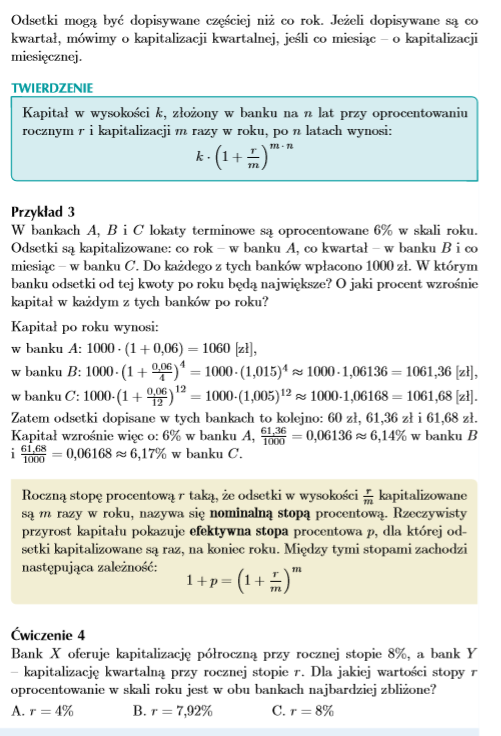 Odsetki mogą być dopisywane częściej niż co rok. Jeżeli dopisywane są co
kwartał, mówimy o kapitalizacji kwartalnej, jeśli co miesiąc – o kapitalizacji
miesięcznej.
TWIERDZENIE
Kapitał w wysokości k, złożony w banku na n lat przy oprocentowaniu
rocznym r i kapitalizacji m razy w roku, po n latach wynosi:
k · (1 + r/m)^(m · n)
Przykład 3
W bankach A, B i C lokaty terminowe są oprocentowane 6% w skali roku.
Odsetki są kapitalizowane: co rok – w banku A, co kwartał – w banku B i co
miesiąc – w banku C. Do każdego z tych banków wpłacono 1000 zł. W którym
banku odsetki od tej kwoty po roku będą największe? O jaki procent wzrośnie
kapitał w każdym z tych banków po roku?
Kapitał po roku wynosi:
w banku A: 1000 · (1 + 0,06) = 1060 [zł],
w banku B: 1000 · (1 + 0,06/4)^4 = 1000 · (1,015)^4 ≈ 1000 · 1,06136 = 1061,36 [zł],
w banku C: 1000 · (1 + 0,06/12)^12 = 1000 · (1,005)^12 ≈ 1000 · 1,06168 = 1061,68 [zł].
Zatem odsetki dopisane w tych bankach to kolejno: 60 zł, 61,36 zł i 61,68 zł.
Kapitał wzrośnie więc o: 6% w banku A, 61,36/1000 = 0,06136 ≈ 6,14% w banku B
i 61,68/1000 = 0,06168 ≈ 6,17% w banku C.
Roczną stopę procentową r taką, że odsetki w wysokości r/m kapitalizowane
są m razy w roku, nazywa się nominalną stopą procentową. Rzeczywisty
przyrost kapitału pokazuje efektywna stopa procentowa p, dla której od-
setki kapitalizowane są raz, na koniec roku. Między tymi stopami zachodzi
następująca zależność:
1 + p = (1 + r/m)^m
Ćwiczenie 4
Bank X oferuje kapitalizację półroczną przy rocznej stopie 8%, a bank Y
– kapitalizację kwartalną przy rocznej stopie r. Dla jakiej wartości stopy r
oprocentowanie w skali roku jest w obu bankach najbardziej zbliżone?
A. r = 4% B. r = 7,92% C. r = 8%